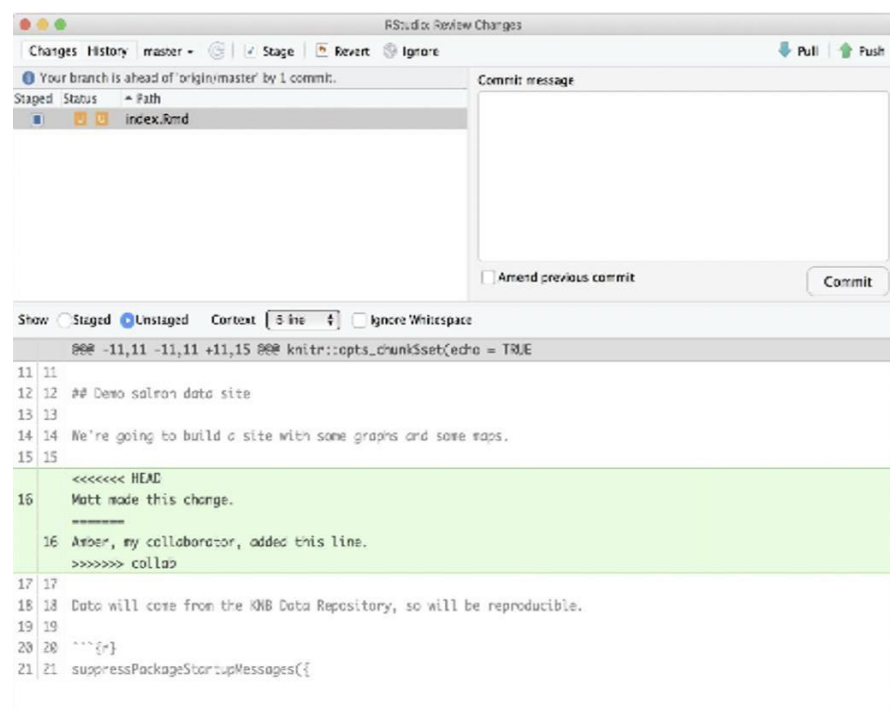 RStudio: Review Changes
Changes History master Stage Revert Ignore Pull Push
Your branch is ahead of 'origin/master' by 1 commit.
Commit message
Staged Status Path
U U index.Rmd
Amend previous commit
Commit
Show Staged Unstaged Context 5 line Ignore Whitespace
@@@ -11,11 -11,11 +11,15 @@@ knitr::opts_chunk$set(echo = TRUE
11 11
12 12 ## Demo salmon data site
13 13
14 14 We're going to build a site with some graphs and some maps.
15 15
<<<<<<< HEAD
16 Matt made this change.
=======
16 Amber, my collaborator, added this line.
>>>>>>> collab
17 17
18 18 Data will come from the KNB Data Repository, so will be reproducible.
19 19
20 20 ```{r}
21 21 suppressPackageStartupMessages({